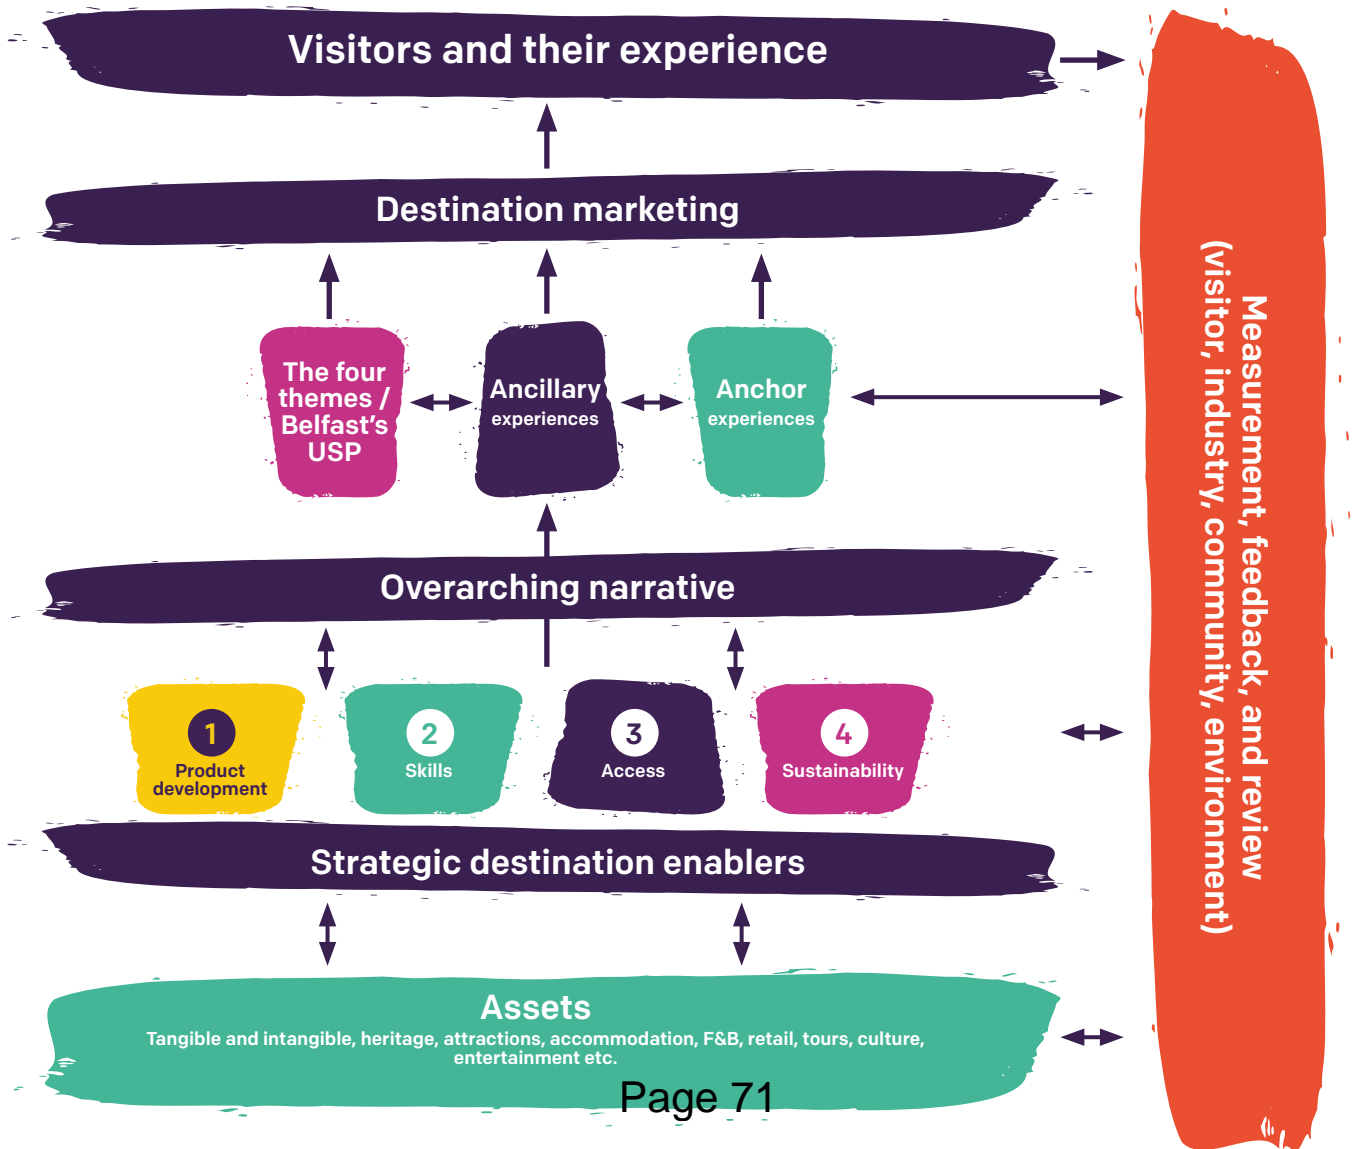 Visitors and their experience
Destination marketing
The four
themes /
Belfast's
USP
Ancillary
experiences
Anchor
experiences
Overarching narrative
1
Product
development
2
Skills
3
Access
4
Sustainability
Strategic destination enablers
Assets
Tangible and intangible, heritage, attractions, accommodation, F&B, retail, tours, culture,
entertainment etc.
Measurement, feedback, and review
(visitor, industry, community, environment)
Page 71